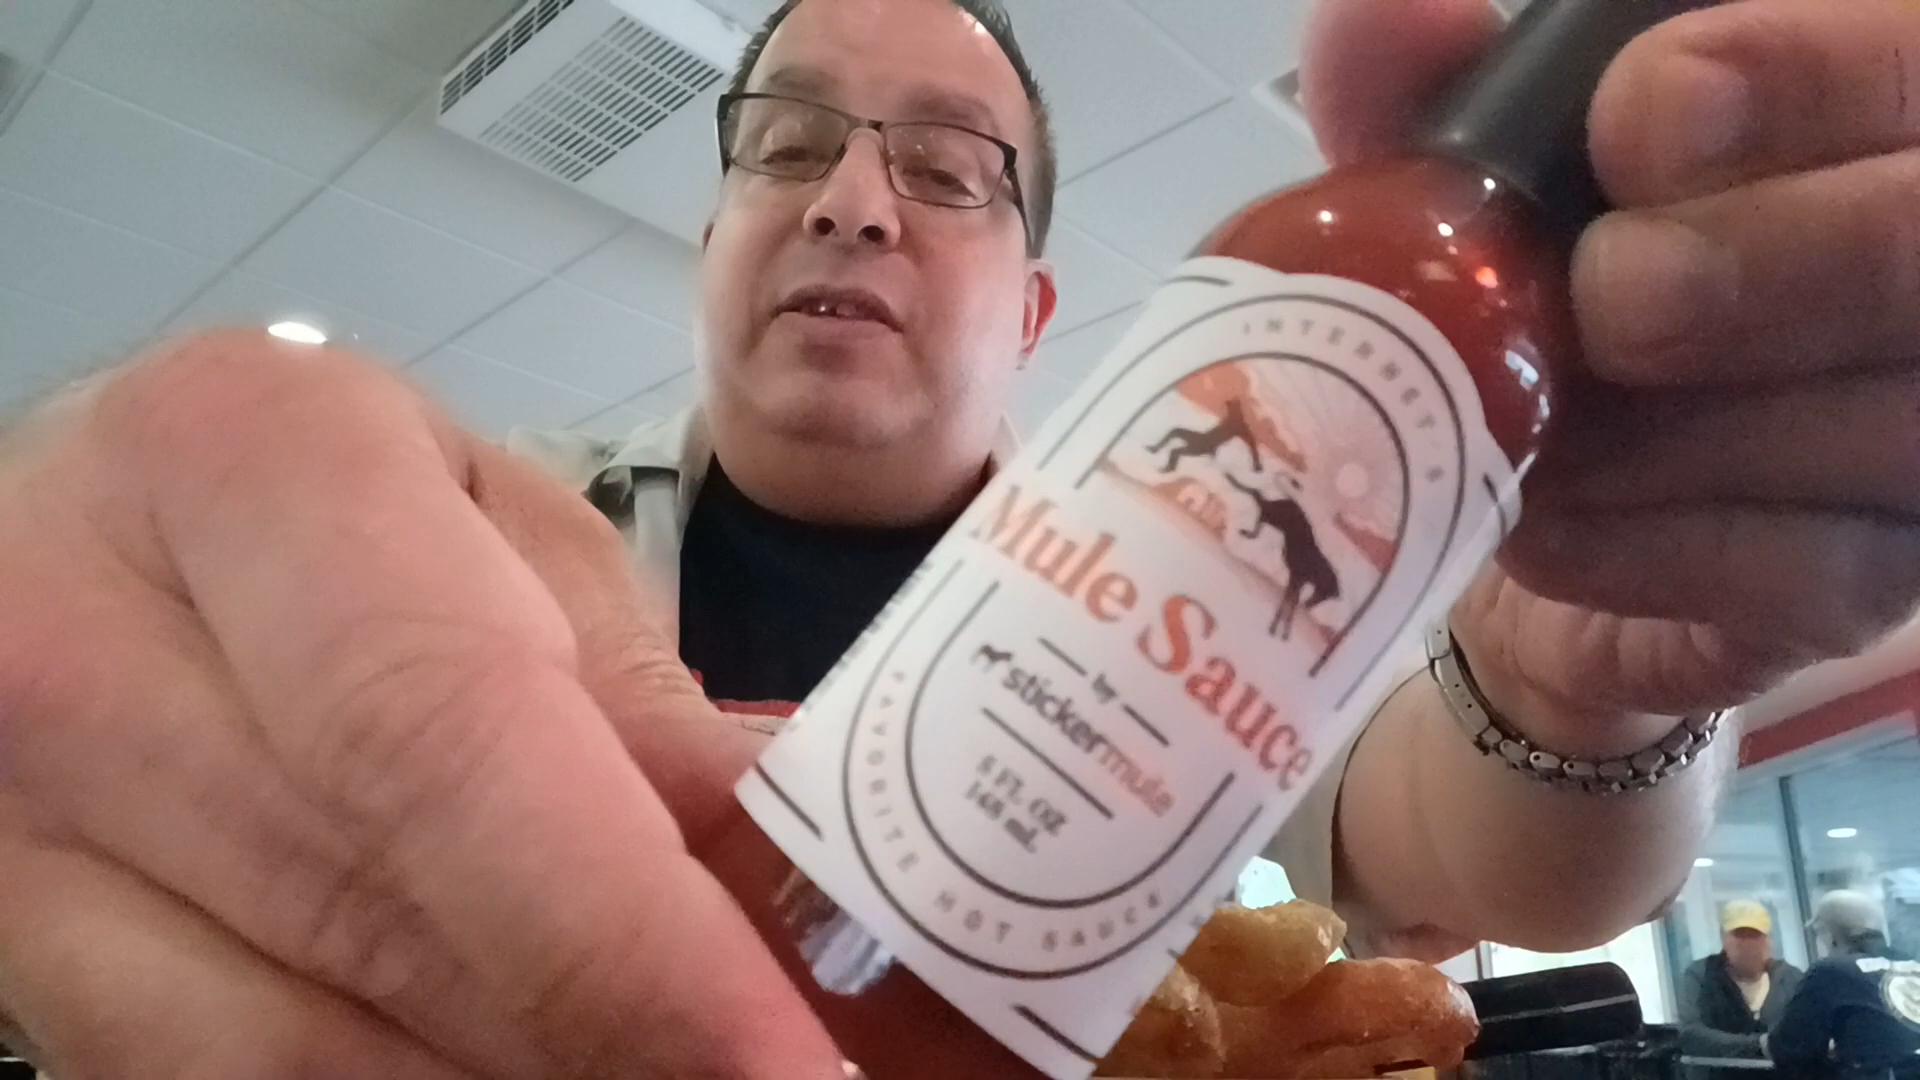 INTERNET'S
Mule Sauce
by
stickermule
5 FL OZ
148 mL
FAVORITE HOT SAUCE